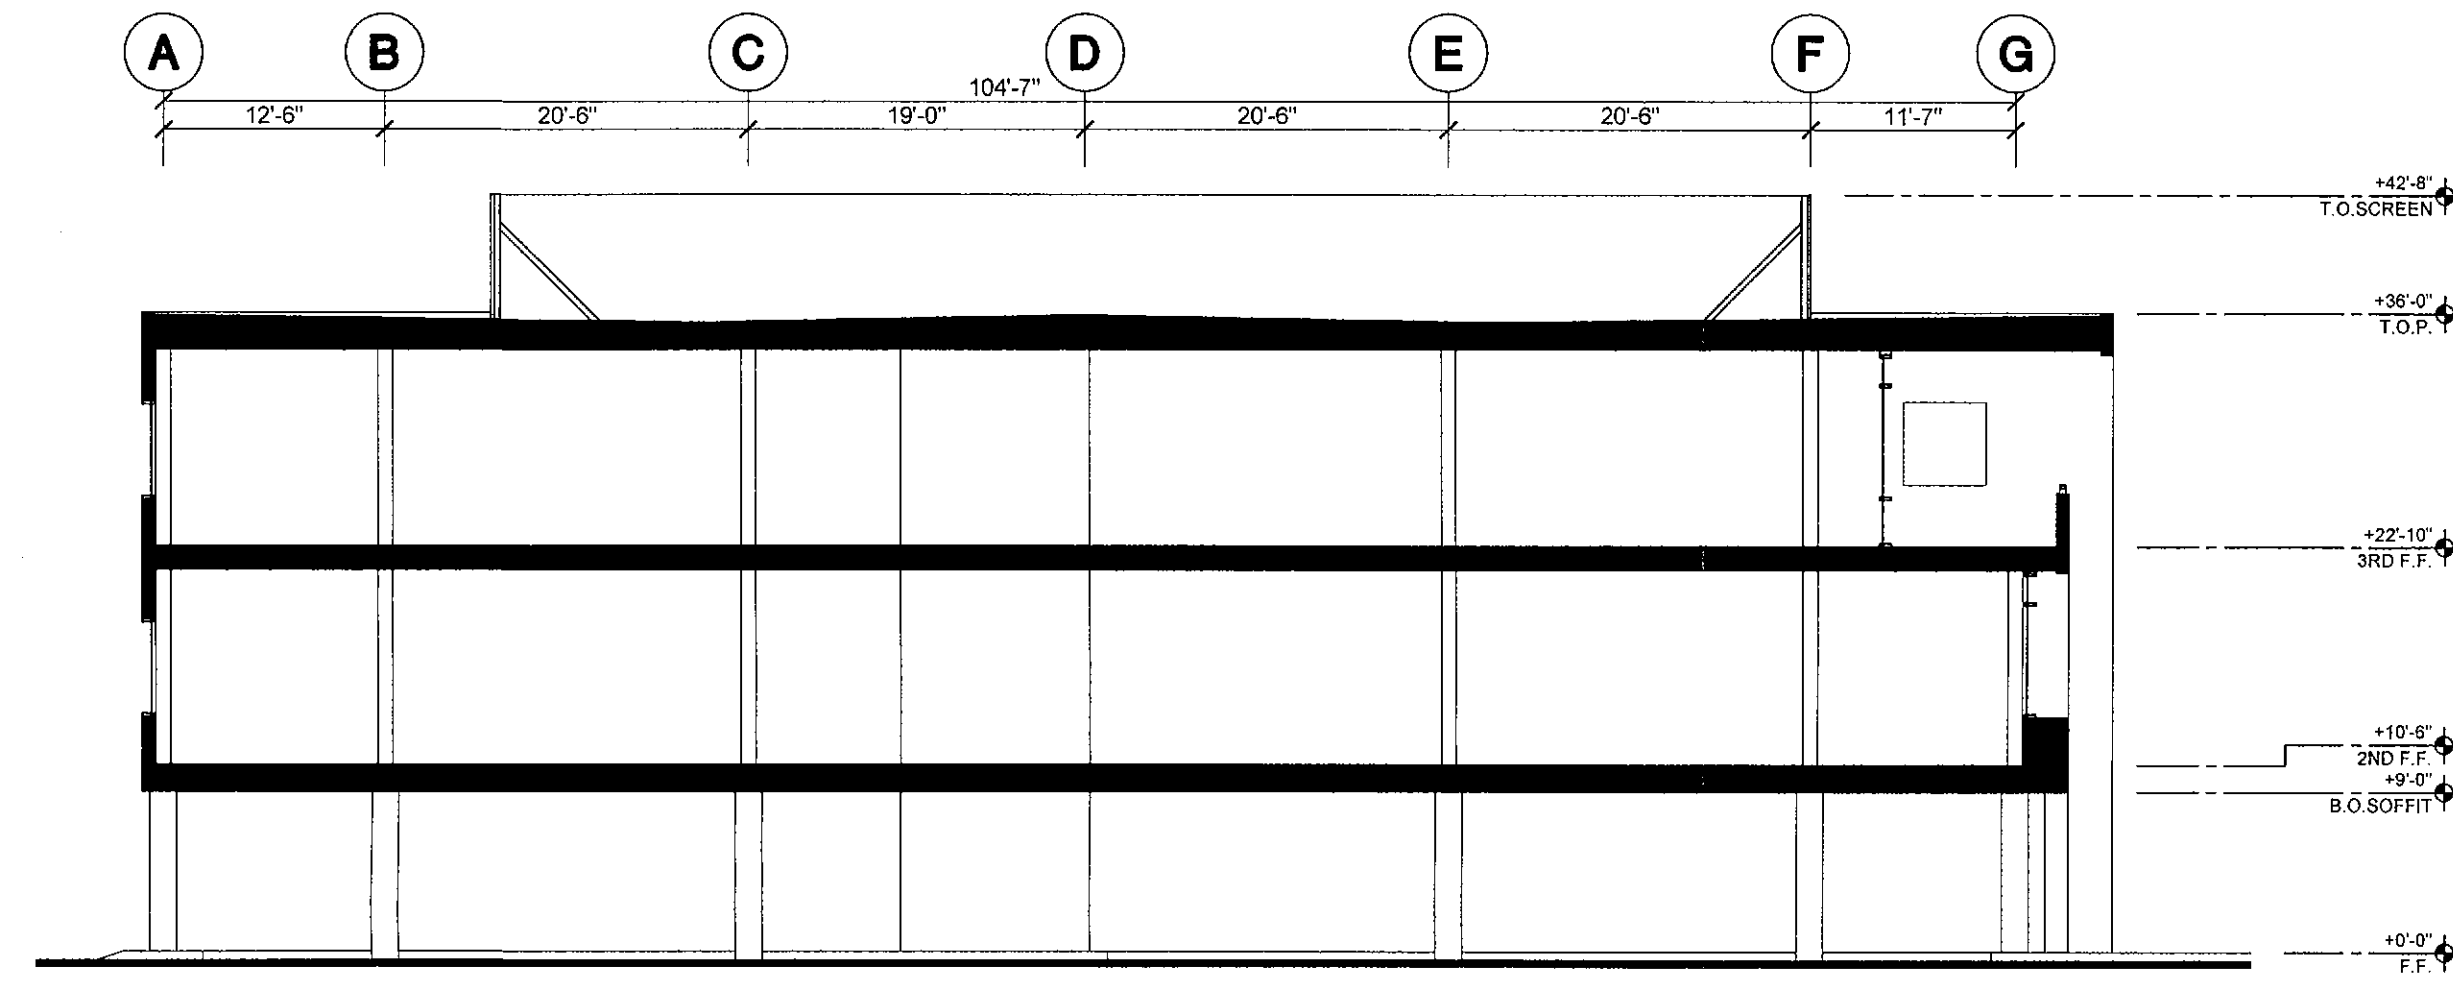 A B C D E F G
104'-7"
12'-6" 20'-6" 19'-0" 20'-6" 20'-6" 11'-7"
+42'-8"
T.O.SCREEN
+36'-0"
T.O.P.
+22'-10"
3RD F.F.
+10'-6"
2ND F.F.
+9'-0"
B.O.SOFFIT
+0'-0"
F.F.